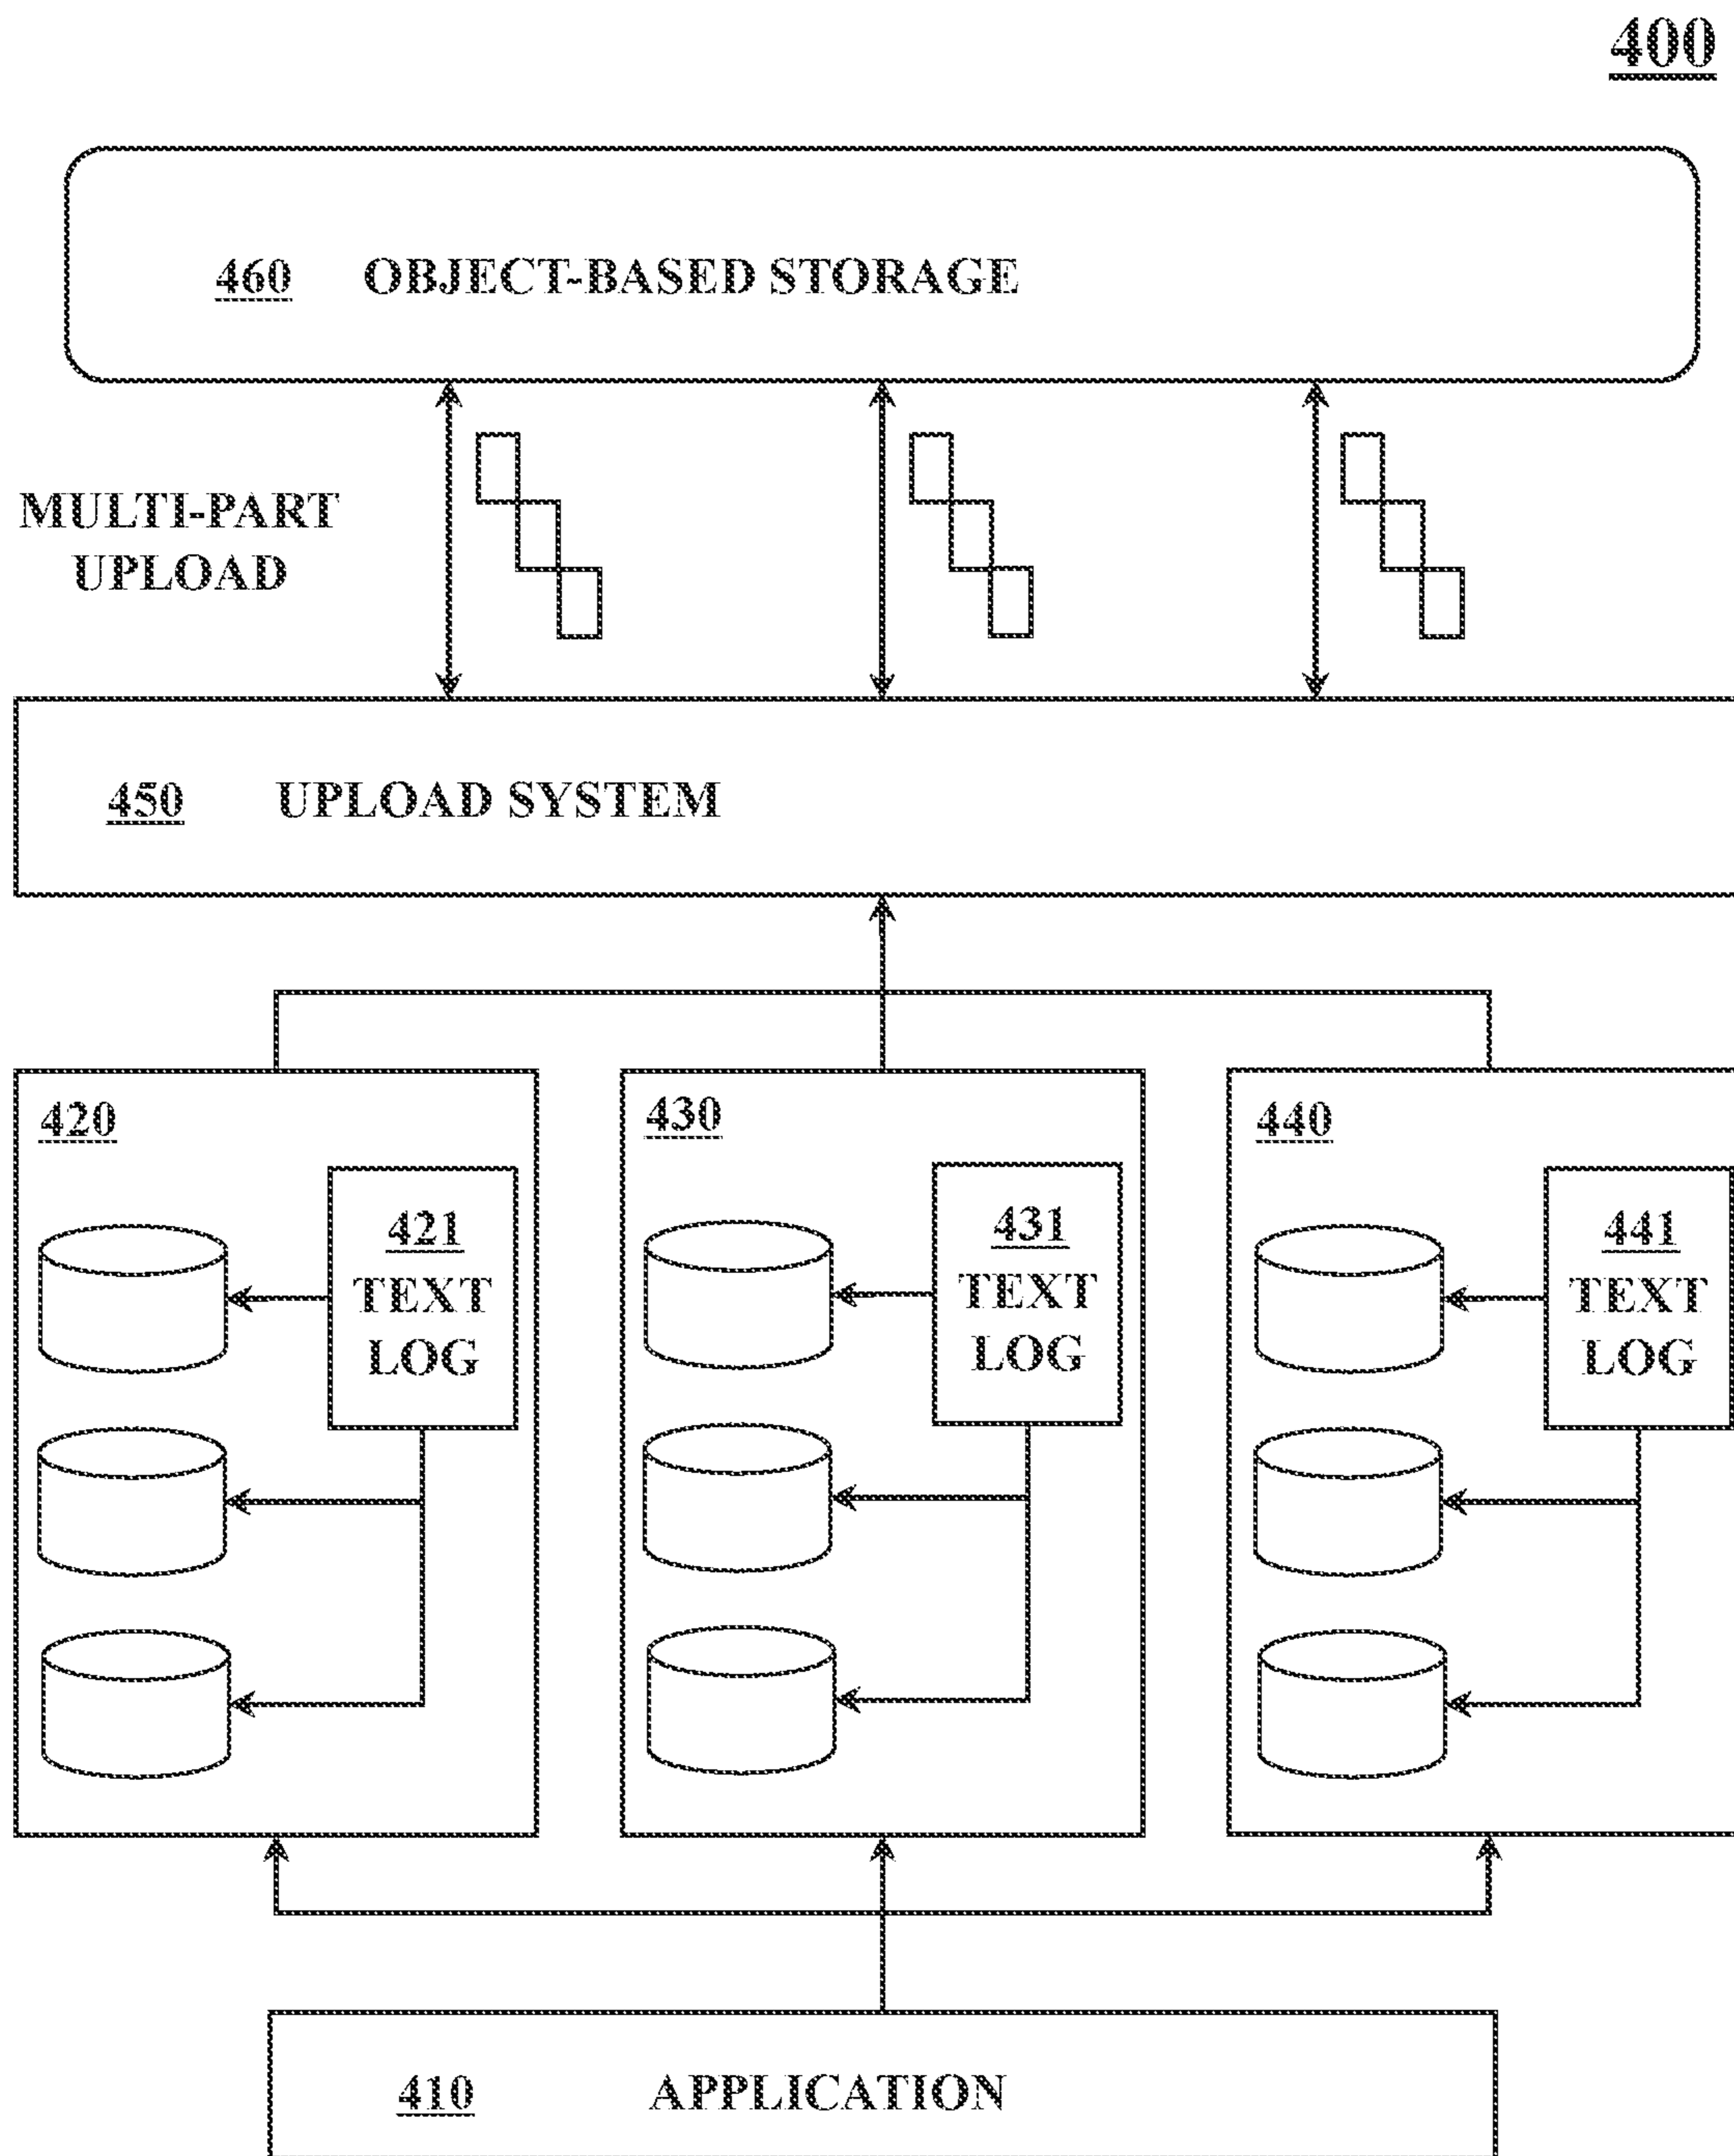 400
460 OBJECT-BASED STORAGE
MULTI-PART
UPLOAD
450 UPLOAD SYSTEM
420
421
TEXT
LOG
430
431
TEXT
LOG
440
441
TEXT
LOG
410 APPLICATION